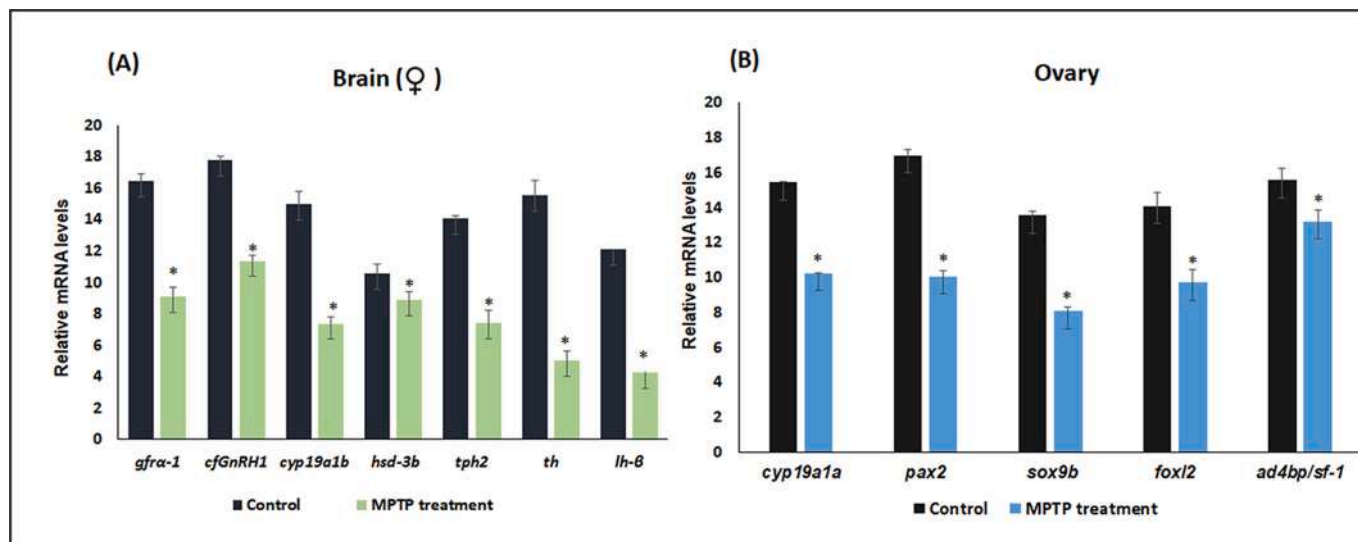 (A)
Brain (♀)
Relative mRNA levels
20
18
16
14
12
10
8
6
4
2
0
* * * * * * *
gfrα-1 cfGnRH1 cyp19a1b hsd-3b tph2 th lh-β
Control MPTP treatment
(B)
Ovary
Relative mRNA levels
20
18
16
14
12
10
8
6
4
2
0
* * * * *
cyp19a1a pax2 sox9b foxl2 ad4bp/sf-1
Control MPTP treatment